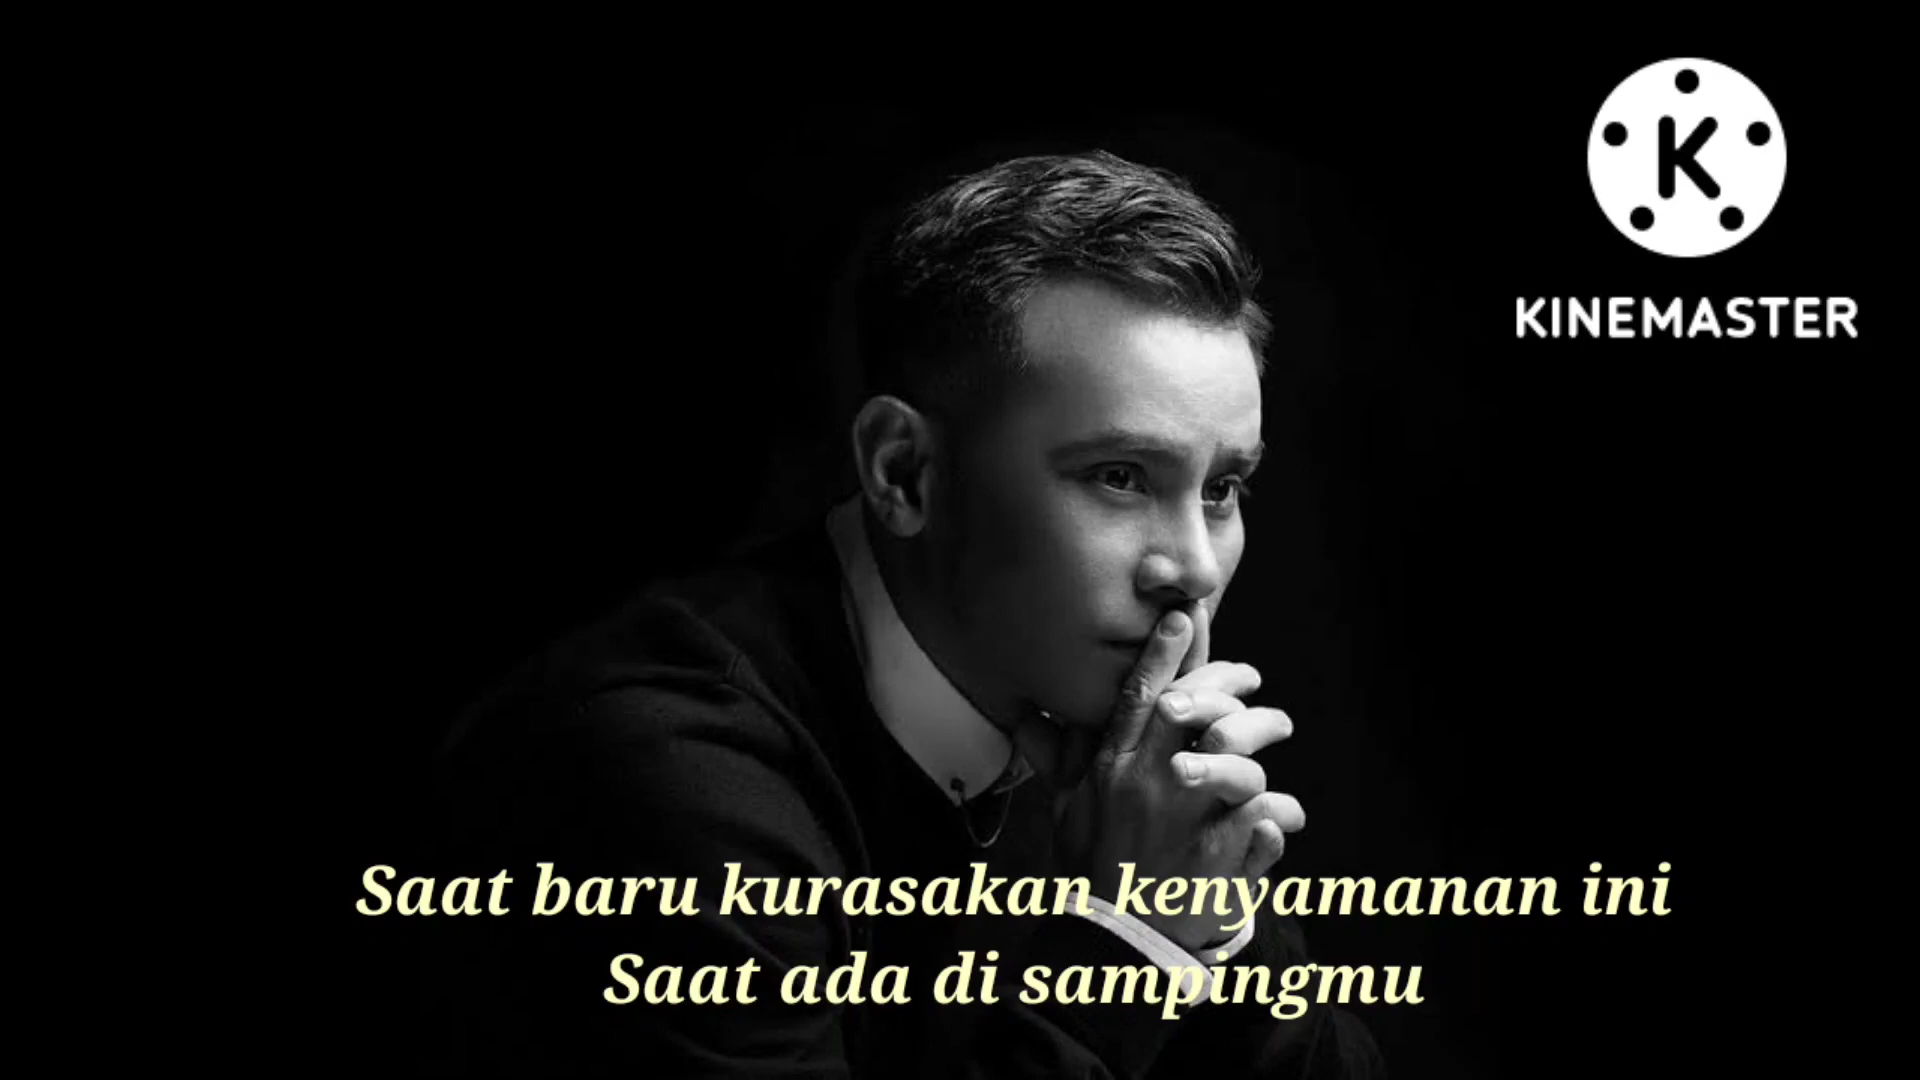 K
KINEMASTER
Saat baru kurasakan kenyamanan ini
Saat ada di sampingmu